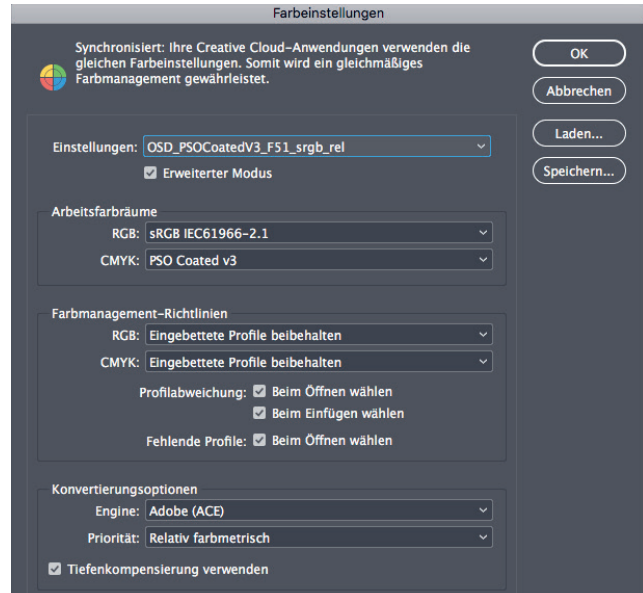 Farbeinstellungen
Synchronisiert: Ihre Creative Cloud-Anwendungen verwenden die
gleichen Farbeinstellungen. Somit wird ein gleichmäßiges
Farbmanagement gewährleistet.
OK
Abbrechen
Laden...
Speichern...
Einstellungen: OSD_PSOCoatedV3_F51_srgb_rel
Erweiterter Modus
Arbeitsfarbräume
RGB: sRGB IEC61966-2.1
CMYK: PSO Coated v3
Farbmanagement-Richtlinien
RGB: Eingebettete Profile beibehalten
CMYK: Eingebettete Profile beibehalten
Profilabweichung: Beim Öffnen wählen
Beim Einfügen wählen
Fehlende Profile: Beim Öffnen wählen
Konvertierungsoptionen
Engine: Adobe (ACE)
Priorität: Relativ farbmetrisch
Tiefenkompensierung verwenden